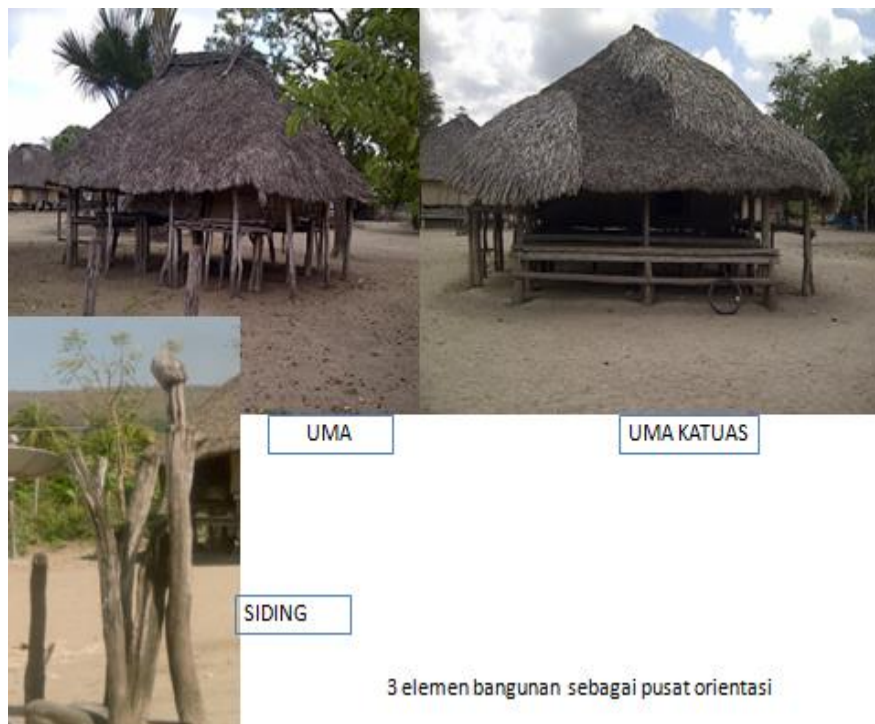 UMA
UMA KATUAS
SIDING
3 elemen bangunan sebagai pusat orientasi